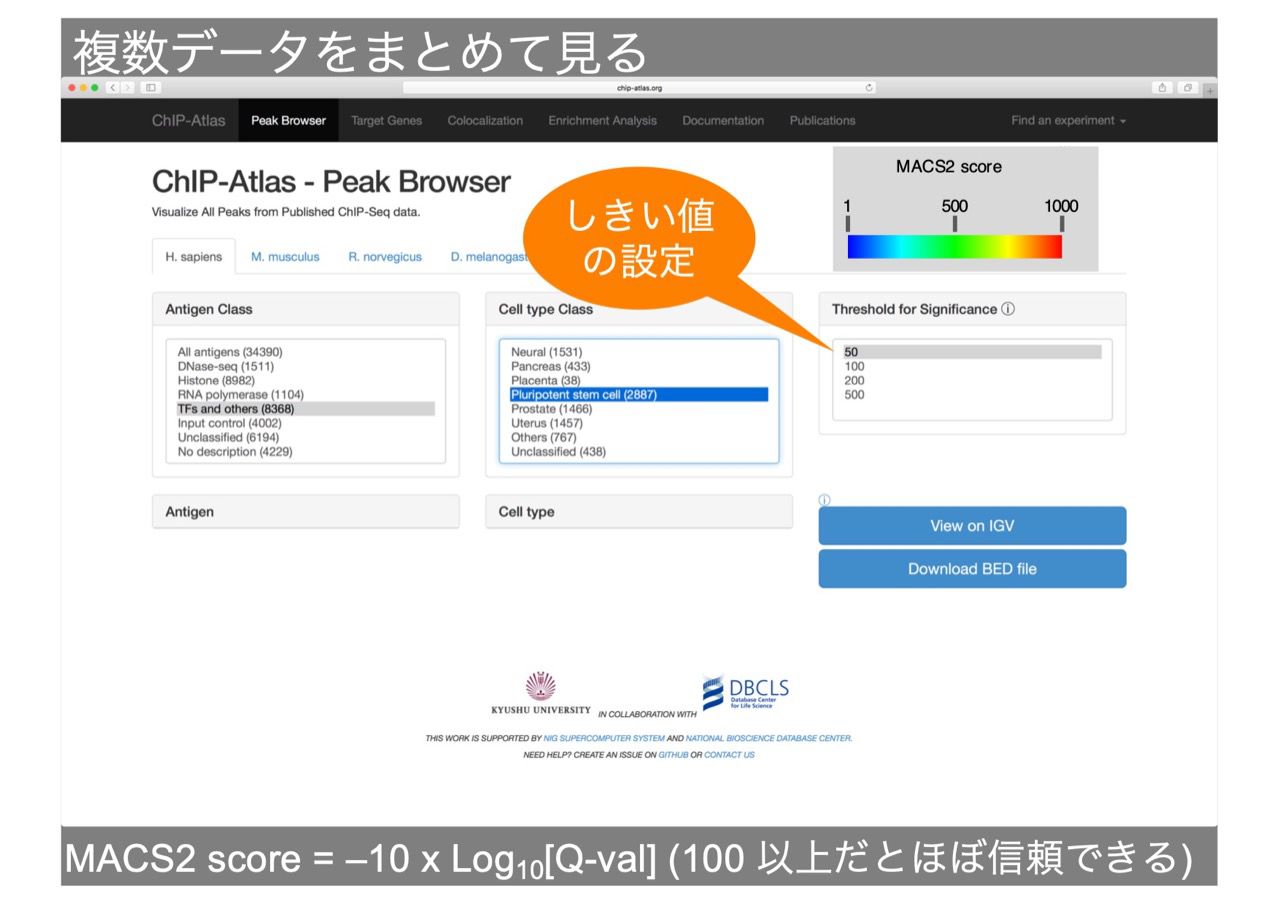 複数データをまとめて見る
chip-atlas.org
ChIP-Atlas Peak Browser Target Genes Colocalization Enrichment Analysis Documentation Publications Find an experiment
ChIP-Atlas - Peak Browser
Visualize All Peaks from Published ChIP-Seq data.
しきい値
の設定
MACS2 score
1 500 1000
H. sapiens M. musculus R. norvegicus D. melanogast
Antigen Class
All antigens (34390)
DNase-seq (1511)
Histone (8982)
RNA polymerase (1104)
TFs and others (8368)
Input control (4002)
Unclassified (6194)
No description (4229)
Cell type Class
Neural (1531)
Pancreas (433)
Placenta (38)
Pluripotent stem cell (2887)
Prostate (1466)
Uterus (1457)
Others (767)
Unclassified (438)
Threshold for Significance ⓘ
50
100
200
500
Antigen
Cell type
ⓘ
View on IGV
Download BED file
KYUSHU UNIVERSITY IN COLLABORATION WITH DBCLS
Database Center
for Life Science
THIS WORK IS SUPPORTED BY NIG SUPERCOMPUTER SYSTEM AND NATIONAL BIOSCIENCE DATABASE CENTER.
NEED HELP? CREATE AN ISSUE ON GITHUB OR CONTACT US
MACS2 score = –10 x Log₁₀[Q-val] (100 以上だとほぼ信頼できる)